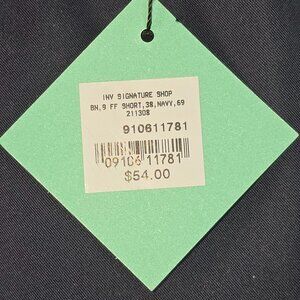 INV SIGNATURE SHOP
BN,9 FF SHORT,38,NAVY,69
211308
910611781
09106 11781
$54.00